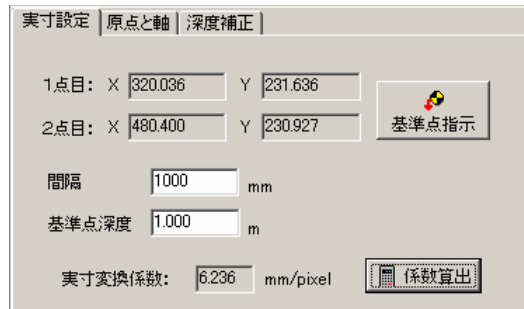 実寸設定 原点と軸 深度補正
1点目: X 320.036 Y 231.636
2点目: X 480.400 Y 230.927
基準点指示
間隔 1000 mm
基準点深度 1.000 m
実寸変換係数: 6.236 mm/pixel 係数算出